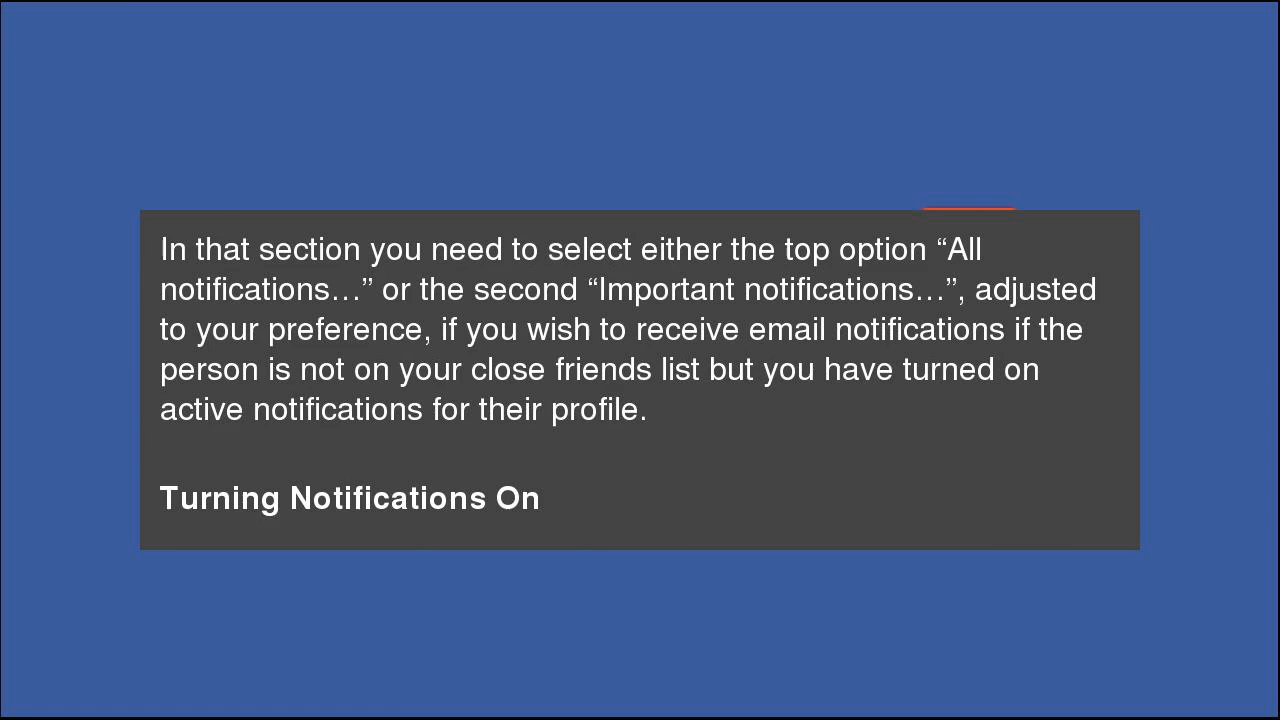 In that section you need to select either the top option “All
notifications…” or the second “Important notifications…”, adjusted
to your preference, if you wish to receive email notifications if the
person is not on your close friends list but you have turned on
active notifications for their profile.
Turning Notifications On